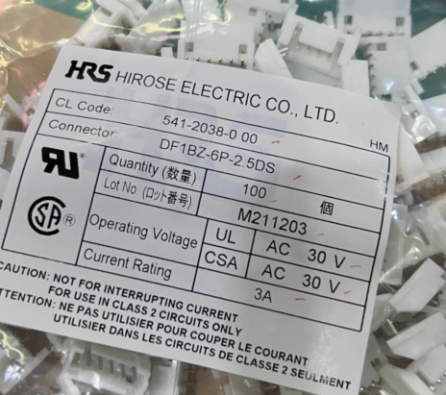 HRS HIROSE ELECTRIC CO., LTD.
CL Code 541-2038-0 00 HM
Connector DF1BZ-6P-2.5DS
Quantity (数量) 100 個
Lot No. (ロット番号) M211203
Operating Voltage UL AC 30 V
CSA AC 30 V
Current Rating 3A
CAUTION: NOT FOR INTERRUPTING CURRENT
FOR USE IN CLASS 2 CIRCUITS ONLY
ATTENTION: NE PAS UTILISER POUR COUPER LE COURANT
UTILISER DANS LES CIRCUITS DE CLASSE 2 SEULMENT